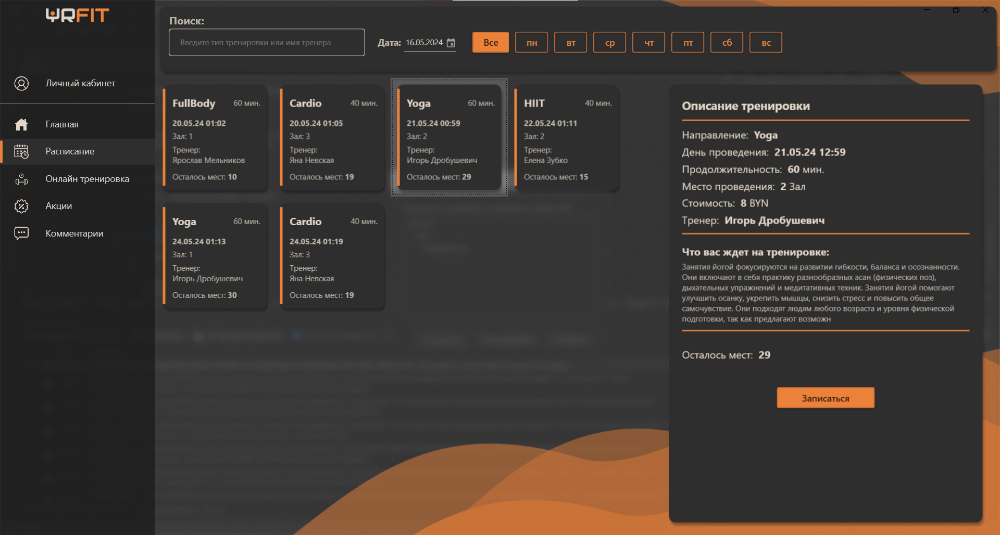 YRFIT
Личный кабинет
Главная
Расписание
Онлайн тренировка
Акции
Комментарии
Поиск:
Введите тип тренировки или имя тренера
Дата: 16.05.2024
Все пн вт ср чт пт сб вс
FullBody 60 мин.
20.05.24 01:02
Зал: 1
Тренер:
Ярослав Мельников
Осталось мест: 10
Cardio 40 мин.
20.05.24 01:05
Зал: 3
Тренер:
Яна Невская
Осталось мест: 19
Yoga 60 мин.
21.05.24 00:59
Зал: 2
Тренер:
Игорь Дробушевич
Осталось мест: 29
HIIT 40 мин.
22.05.24 01:11
Зал: 2
Тренер:
Елена Зубко
Осталось мест: 15
Yoga 60 мин.
24.05.24 01:13
Зал: 1
Тренер:
Игорь Дробушевич
Осталось мест: 30
Cardio 40 мин.
24.05.24 01:19
Зал: 3
Тренер:
Яна Невская
Осталось мест: 19
Описание тренировки
Направление: Yoga
День проведения: 21.05.24 12:59
Продолжительность: 60 мин.
Место проведения: 2 Зал
Стоимость: 8 BYN
Тренер: Игорь Дробушевич
Что вас ждет на тренировке:
Занятия йогой фокусируются на развитии гибкости, баланса и осознанности.
Они включают в себя практику разнообразных асан (физических поз),
дыхательных упражнений и медитативных техник. Занятия йогой помогают
улучшить осанку, укрепить мышцы, снизить стресс и повысить общее
самочувствие. Они подходят людям любого возраста и уровня физической
подготовки, так как предлагают возможн
Осталось мест: 29
Записаться